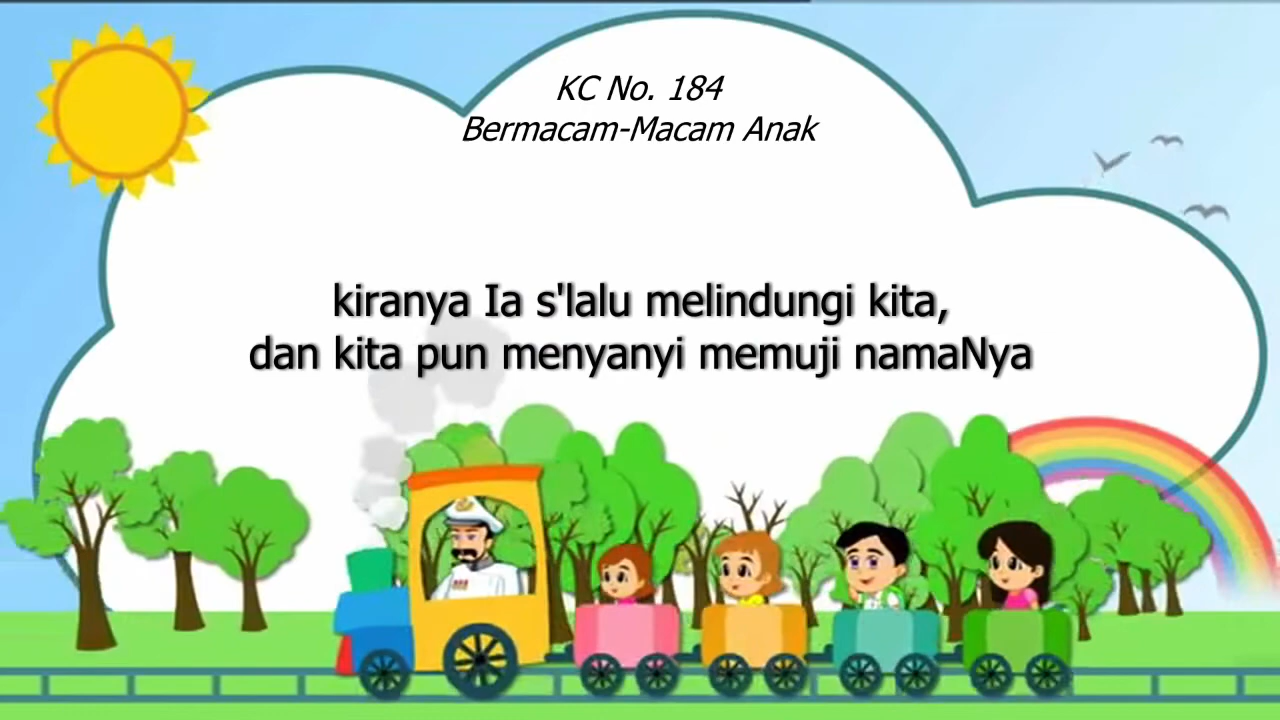 KC No. 184
Bermacam-Macam Anak
kiranya Ia s'lalu melindungi kita,
dan kita pun menyanyi memuji namaNya